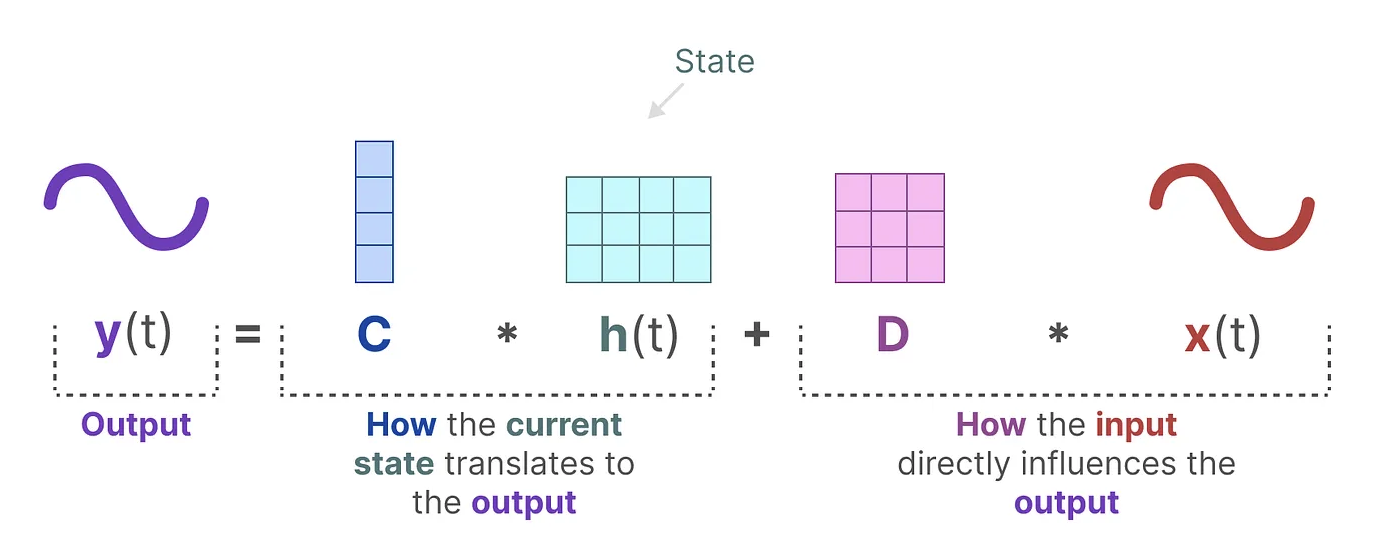 State
y(t) = C * h(t) + D * x(t)
Output
How the current
state translates to
the output
How the input
directly influences the
output